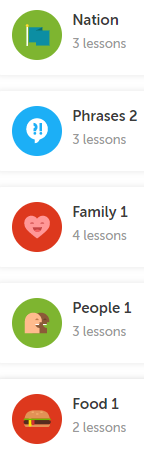 Nation
3 lessons
Phrases 2
3 lessons
Family 1
4 lessons
People 1
3 lessons
Food 1
2 lessons